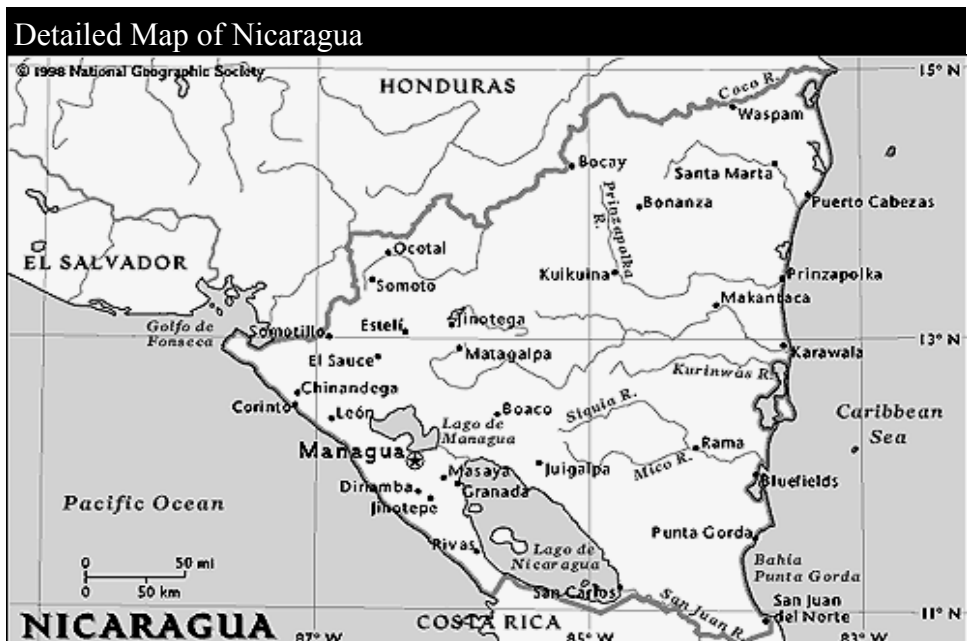 Detailed Map of Nicaragua
© 1998 National Geographic Society
HONDURAS
15° N
Coco R.
Waspam
Bocay
Santa Marta
Prinzapolka
R.
Bonanza
Puerto Cabezas
Ocotal
EL SALVADOR
Somoto
Kuikuina
Prinzapolka
Makantaca
Golfo de
Fonseca
Somotillo
Estelí
Jinotega
13° N
El Sauce
Matagalpa
Karawala
Kurinwás R.
Chinandega
Corinto
León
Lago de
Managua
Boaco
Siquia R.
Caribbean
Sea
Managua
Rama
Mico R.
Masaya
Juigalpa
Granada
Bluefields
Diriamba
Jinotepe
Pacific Ocean
Punta Gorda
Rivas
Lago de
Nicaragua
Bahía
Punta Gorda
0 50 mi
0 50 km
San Carlos
San Juan R.
San Juan
del Norte
11° N
NICARAGUA
87° W
COSTA RICA
85° W
83° W